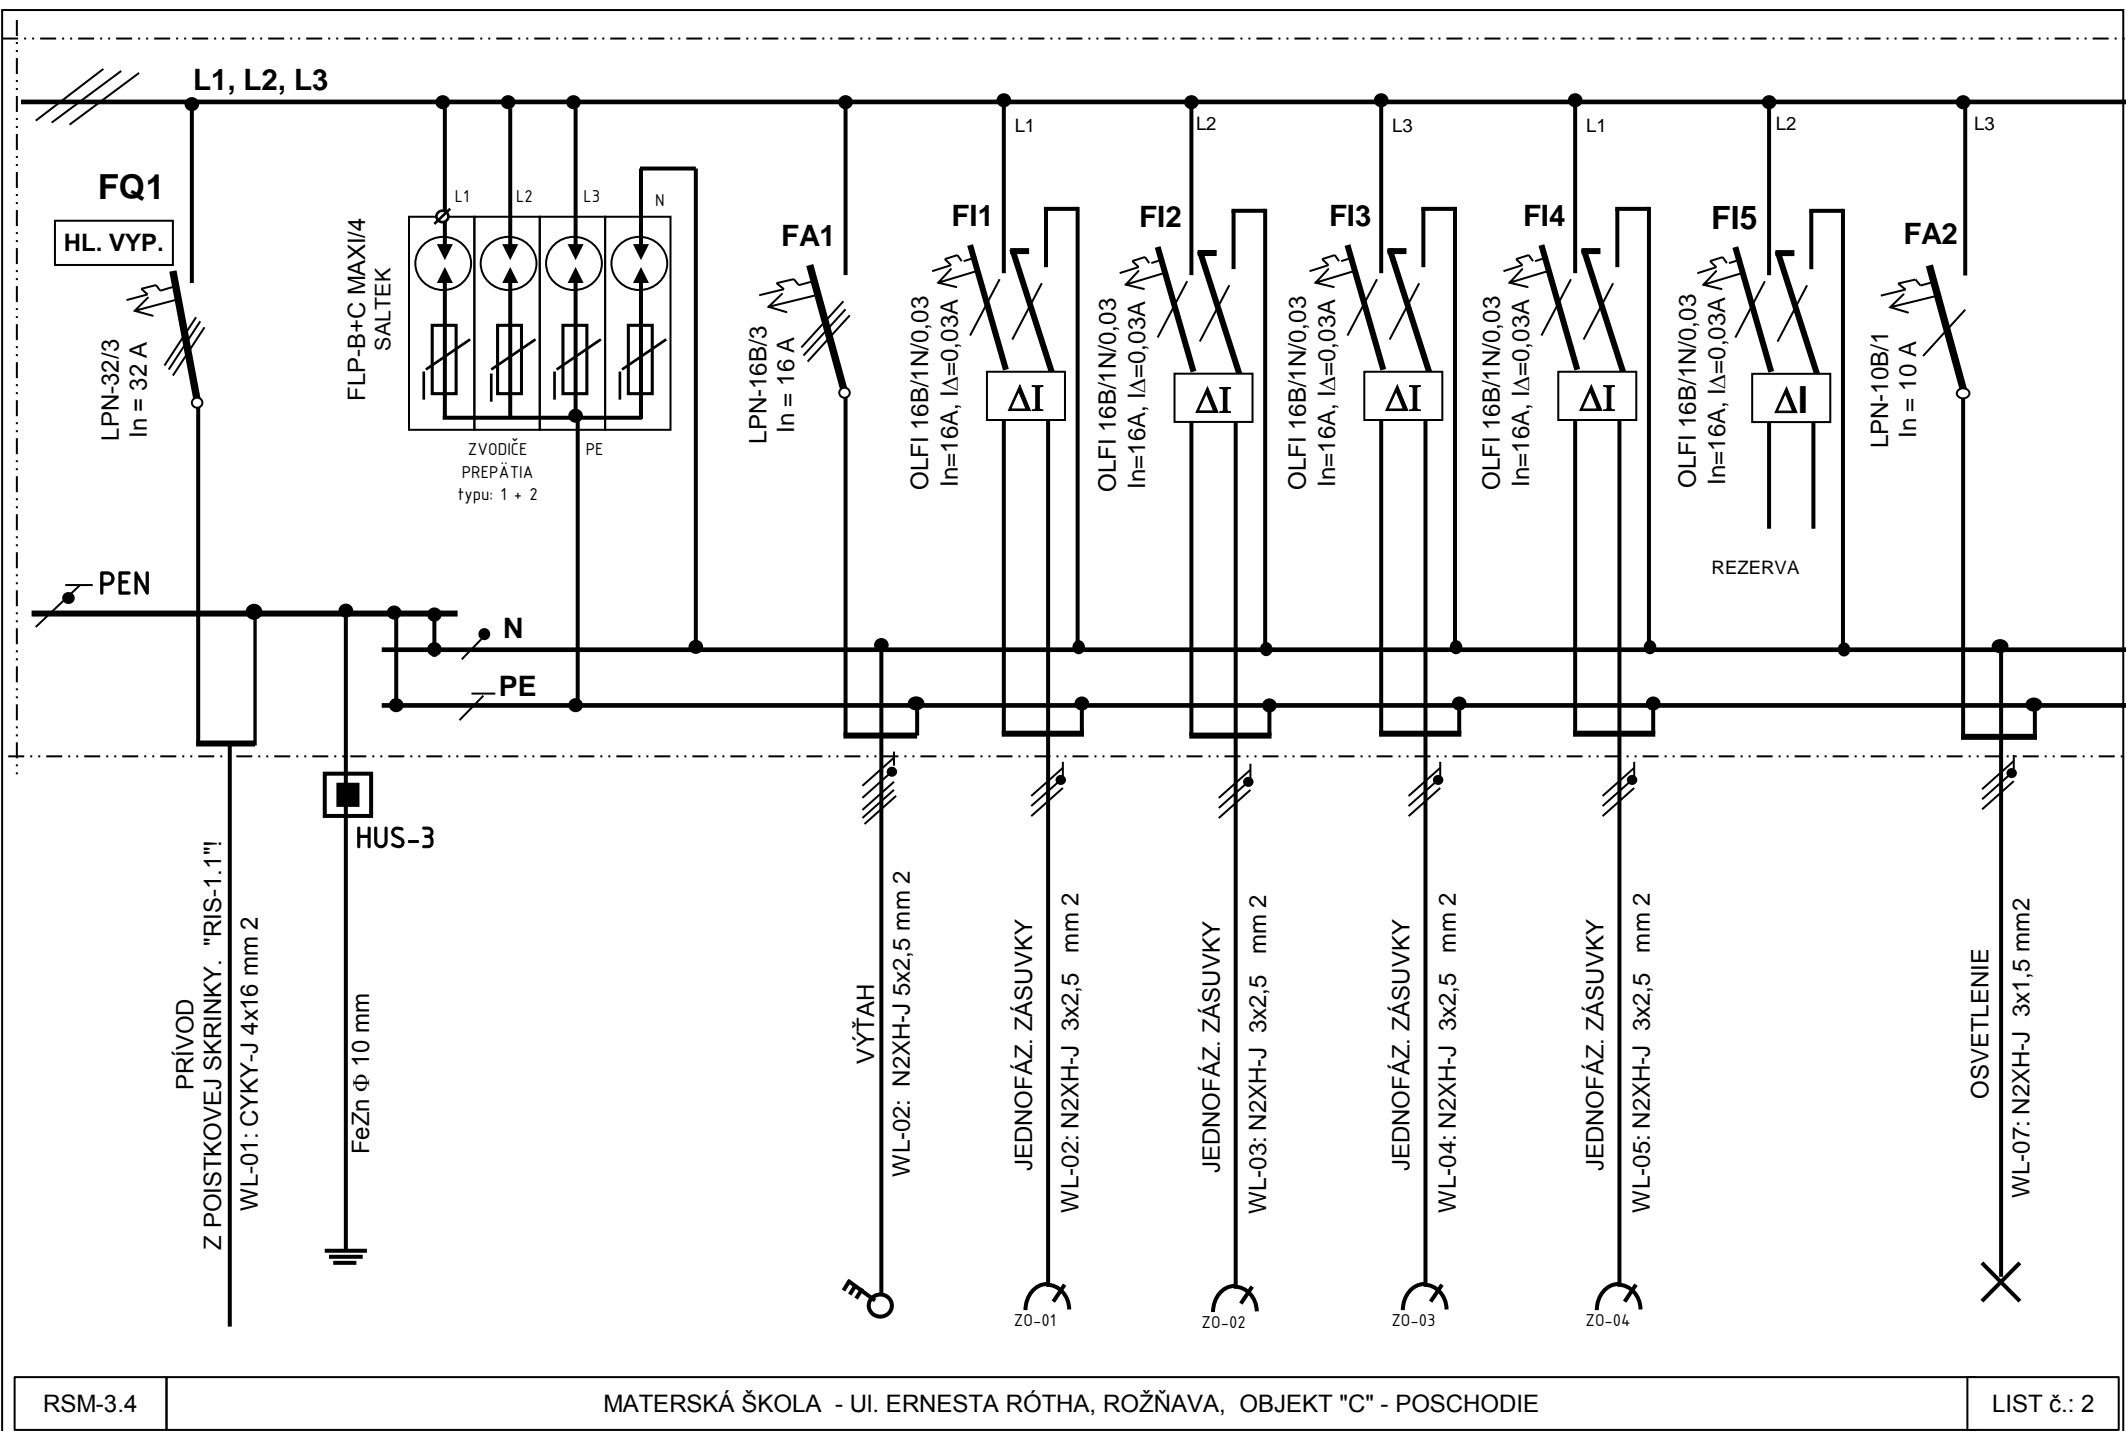 L1, L2, L3
FQ1
HL. VYP.
LPN-32/3
In = 32 A
FLP-B+C MAXI/4
SALTEK
L1
L2
L3
N
ZVODIČE
PREPÄTIA
typu: 1 + 2
PE
FA1
LPN-16B/3
In = 16 A
L1
FI1
OLFI 16B/1N/0,03
In=16A, I∆=0,03A
ΔI
L2
FI2
OLFI 16B/1N/0,03
In=16A, I∆=0,03A
ΔI
L3
FI3
OLFI 16B/1N/0,03
In=16A, I∆=0,03A
ΔI
L1
FI4
OLFI 16B/1N/0,03
In=16A, I∆=0,03A
ΔI
L2
FI5
OLFI 16B/1N/0,03
In=16A, I∆=0,03A
ΔI
REZERVA
L3
FA2
LPN-10B/1
In = 10 A
PEN
N
PE
HUS-3
PRÍVOD
Z POISTKOVEJ SKRINKY. "RIS-1.1"!
WL-01: CYKY-J 4x16 mm 2
FeZn Φ 10 mm
VÝŤAH
WL-02: N2XH-J 5x2,5 mm 2
JEDNOFÁZ. ZÁSUVKY
WL-02: N2XH-J 3x2,5 mm 2
JEDNOFÁZ. ZÁSUVKY
WL-03: N2XH-J 3x2,5 mm 2
JEDNOFÁZ. ZÁSUVKY
WL-04: N2XH-J 3x2,5 mm 2
JEDNOFÁZ. ZÁSUVKY
WL-05: N2XH-J 3x2,5 mm 2
OSVETLENIE
WL-07: N2XH-J 3x1,5 mm2
ZO-01
ZO-02
ZO-03
ZO-04
RSM-3.4
MATERSKÁ ŠKOLA - Ul. ERNESTA RÓTHA, ROŽŇAVA, OBJEKT "C" - POSCHODIE
LIST č.: 2